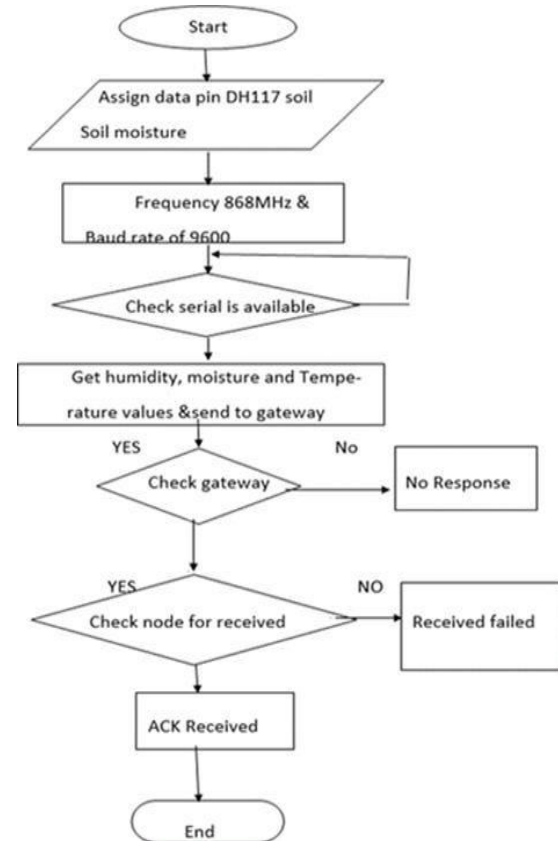 Start
Assign data pin DH117 soil
Soil moisture
Frequency 868MHz &
Baud rate of 9600
Check serial is available
Get humidity, moisture and Tempe-
rature values &send to gateway
YES
No
Check gateway
No Response
YES
NO
Check node for received
Received failed
ACK Received
End